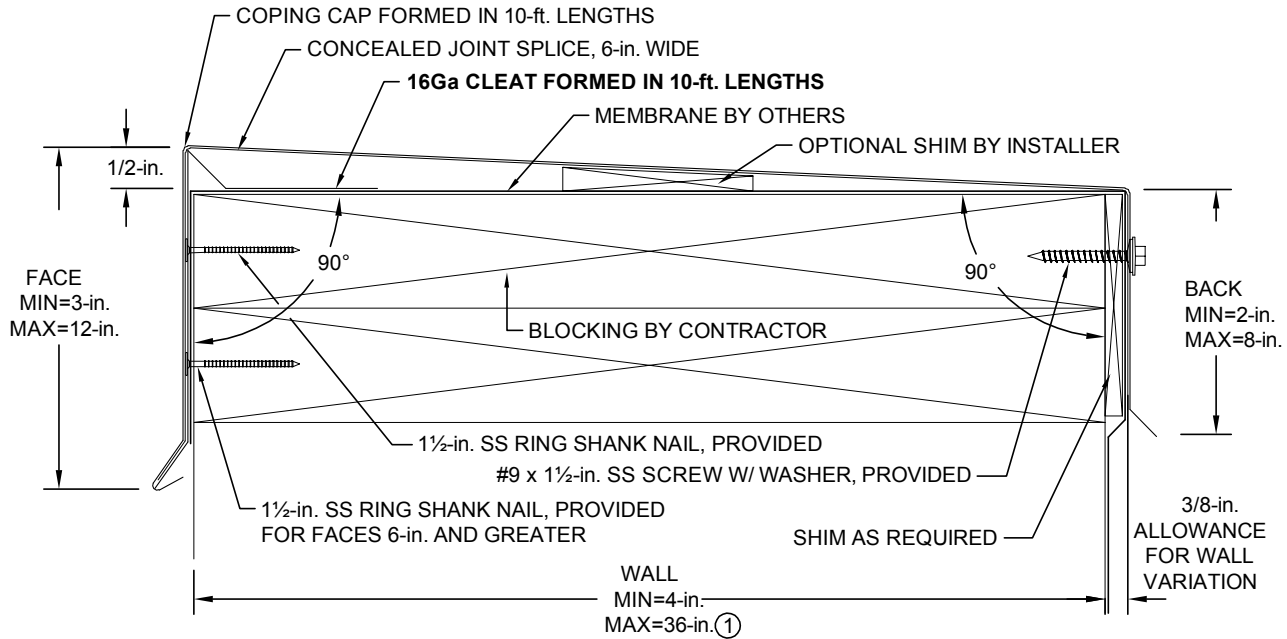 COPING CAP FORMED IN 10-ft. LENGTHS
CONCEALED JOINT SPLICE, 6-in. WIDE
16Ga CLEAT FORMED IN 10-ft. LENGTHS
MEMBRANE BY OTHERS
OPTIONAL SHIM BY INSTALLER
1/2-in.
FACE
MIN=3-in.
MAX=12-in.
90°
90°
BLOCKING BY CONTRACTOR
BACK
MIN=2-in.
MAX=8-in.
1½-in. SS RING SHANK NAIL, PROVIDED
#9 x 1½-in. SS SCREW W/ WASHER, PROVIDED
1½-in. SS RING SHANK NAIL, PROVIDED
FOR FACES 6-in. AND GREATER
SHIM AS REQUIRED
3/8-in.
ALLOWANCE
FOR WALL
VARIATION
WALL
MIN=4-in.
MAX=36-in.①